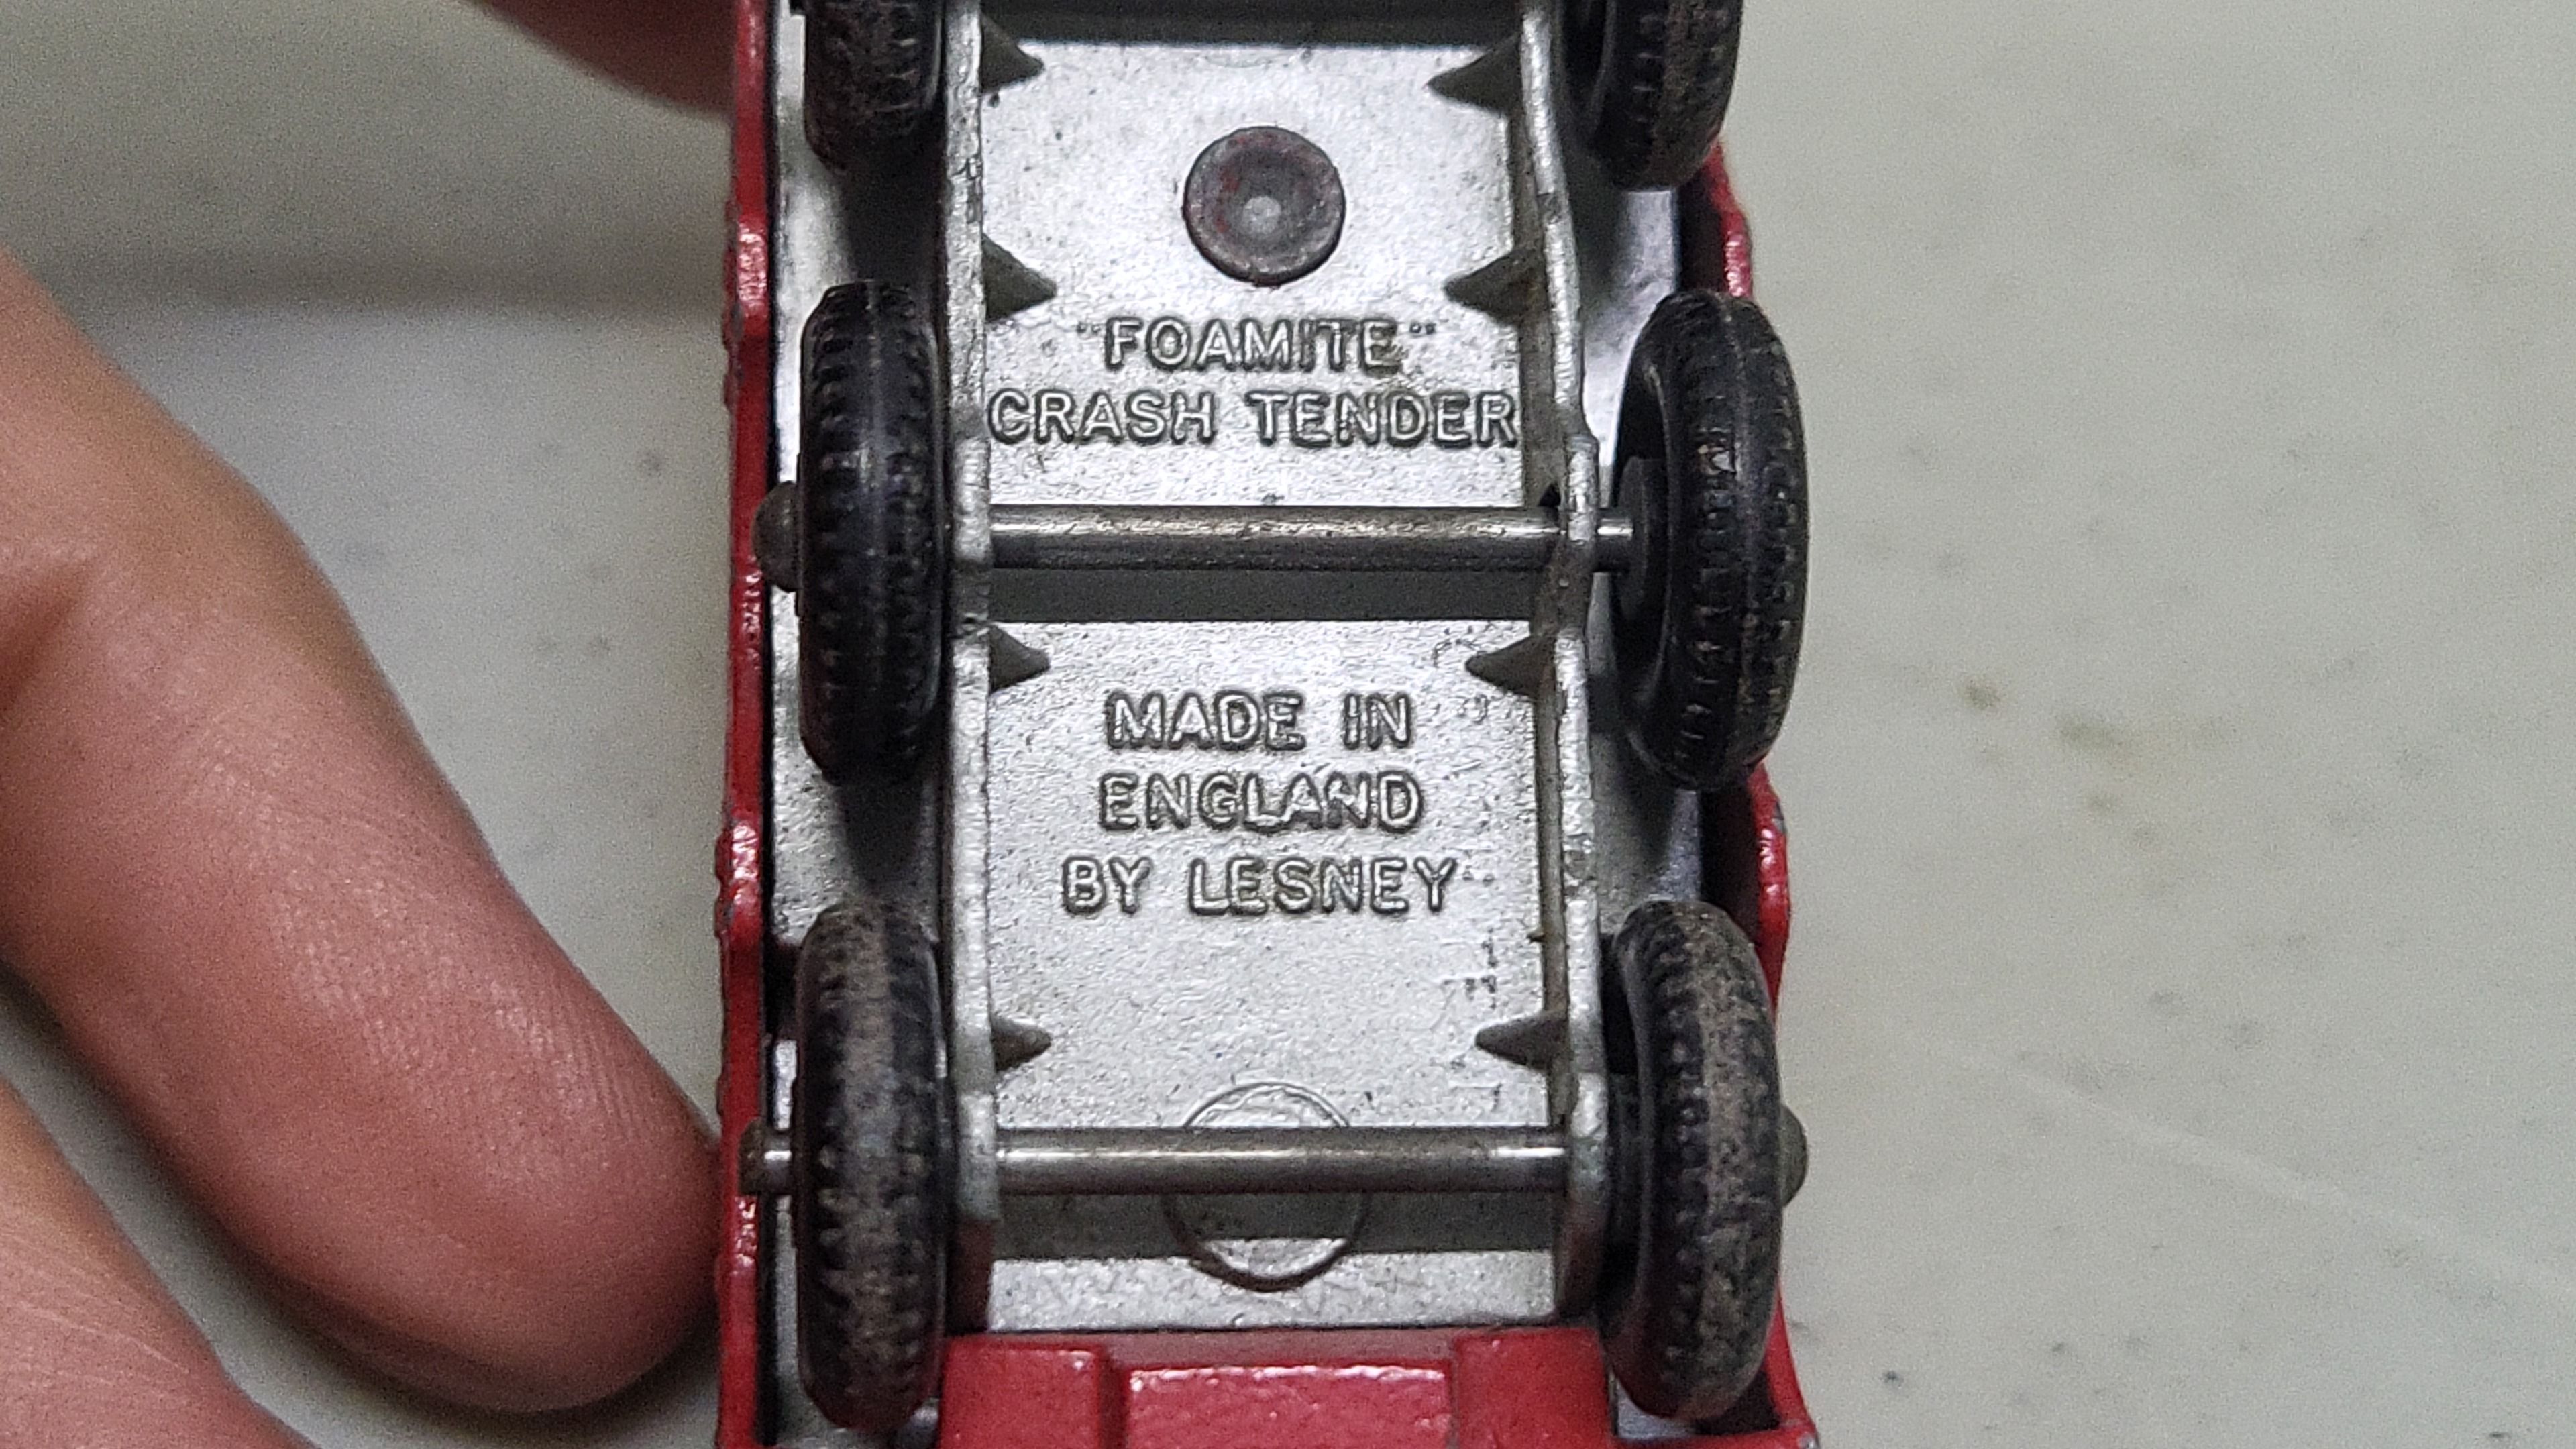 "FOAMITE"
CRASH TENDER
MADE IN
ENGLAND
BY LESNEY